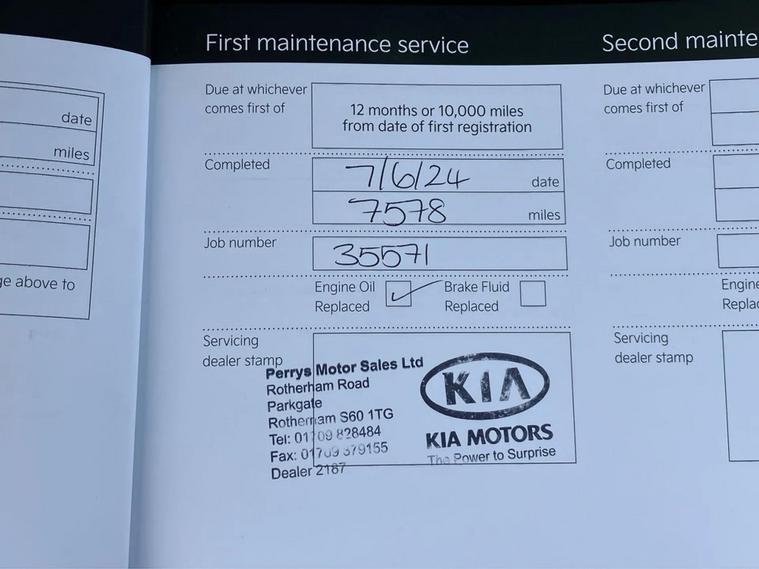 date
miles
ge above to
First maintenance service
Due at whichever
comes first of
12 months or 10,000 miles
from date of first registration
Completed
7/6/24 date
7578 miles
Job number
35571
Engine Oil
Replaced
Brake Fluid
Replaced
Servicing
dealer stamp
Perrys Motor Sales Ltd
Rotherham Road
Parkgate
Rotherham S60 1TG
Tel: 01709 828484
Fax: 01709 379155
Dealer 2187
KIA
KIA MOTORS
The Power to Surprise
Second mainte
Due at whichever
comes first of
Completed
Job number
Engine
Replac
Servicing
dealer stamp